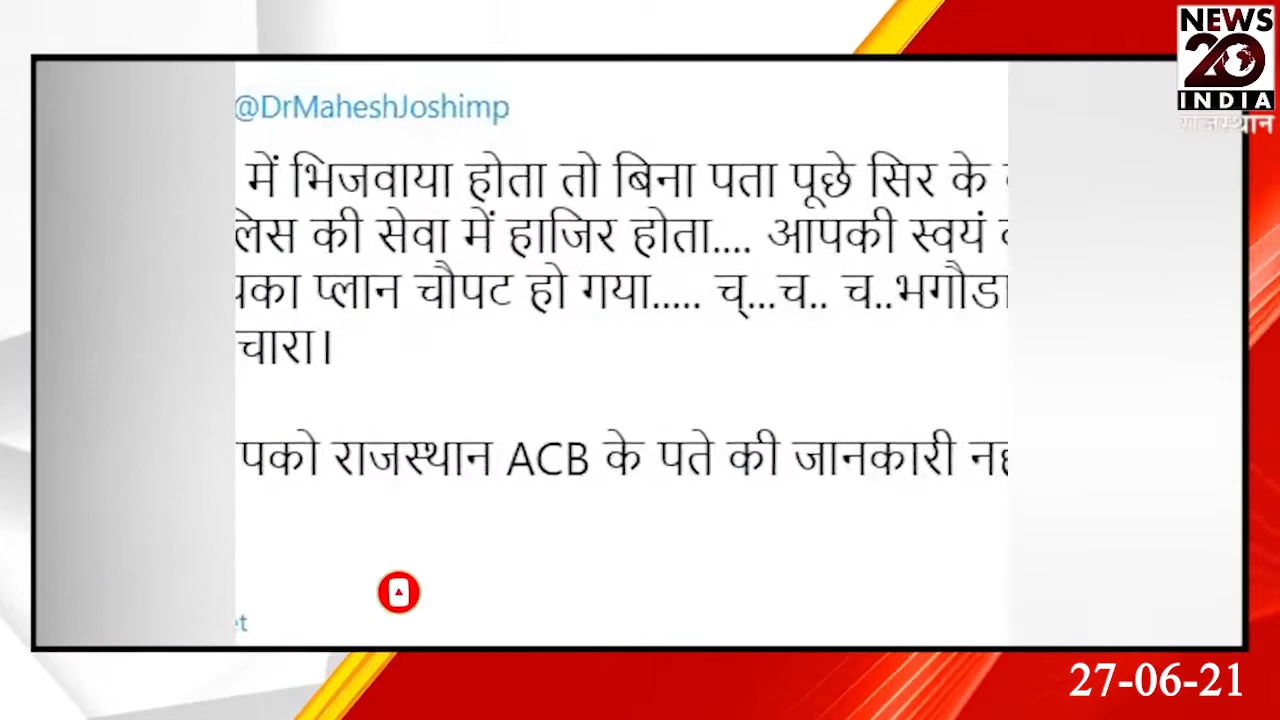 NEWS
20
INDIA
राजस्थान
@DrMaheshJoshimp
में भिजवाया होता तो बिना पता पूछे सिर के
की सेवा में हाजिर होता.... आपकी स्वयं
प्लान चौपट हो गया..... च्...च.. च..भगौड़ा
राजस्थान ACB के पते की जानकारी
27-06-21